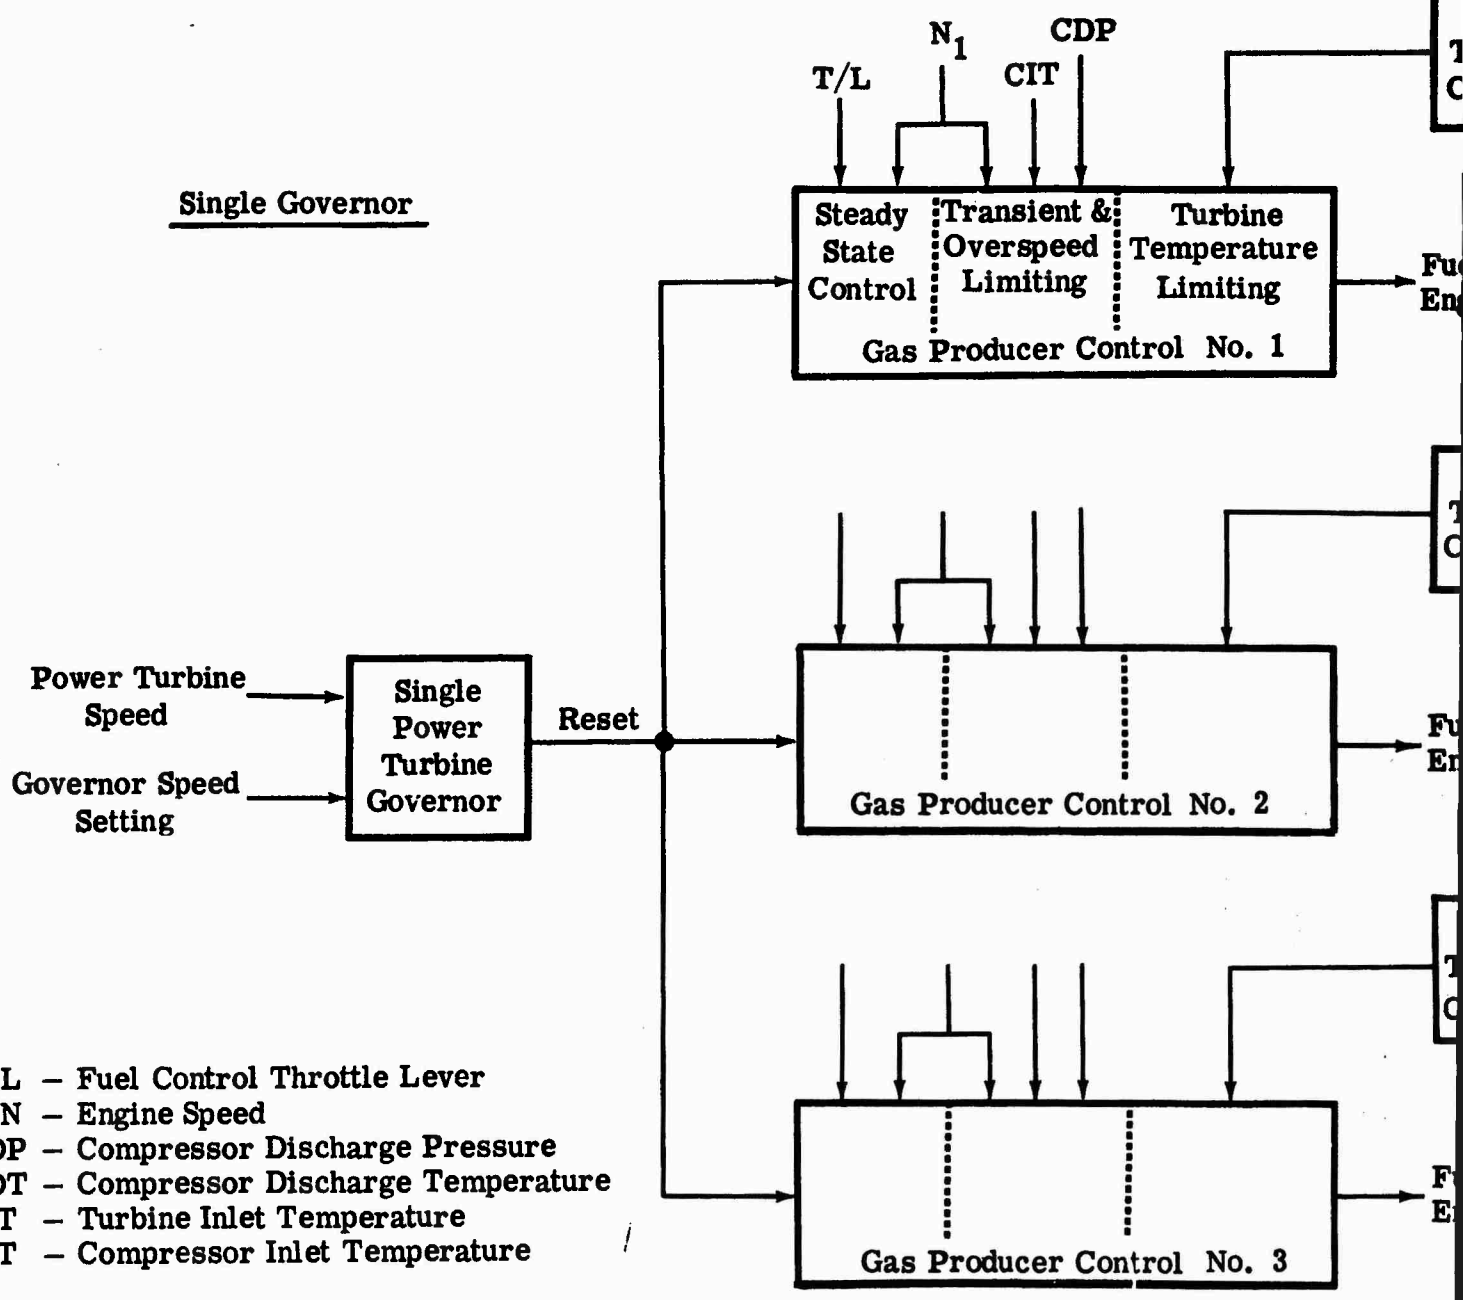 N1
CDP
T/L
CIT
Single Governor
Steady
State
Control
Transient &
Overspeed
Limiting
Turbine
Temperature
Limiting
Gas Producer Control No. 1
Power Turbine
Speed
Governor Speed
Setting
Single
Power
Turbine
Governor
Reset
Gas Producer Control No. 2
L – Fuel Control Throttle Lever
N – Engine Speed
DP – Compressor Discharge Pressure
DT – Compressor Discharge Temperature
T – Turbine Inlet Temperature
T – Compressor Inlet Temperature
Gas Producer Control No. 3